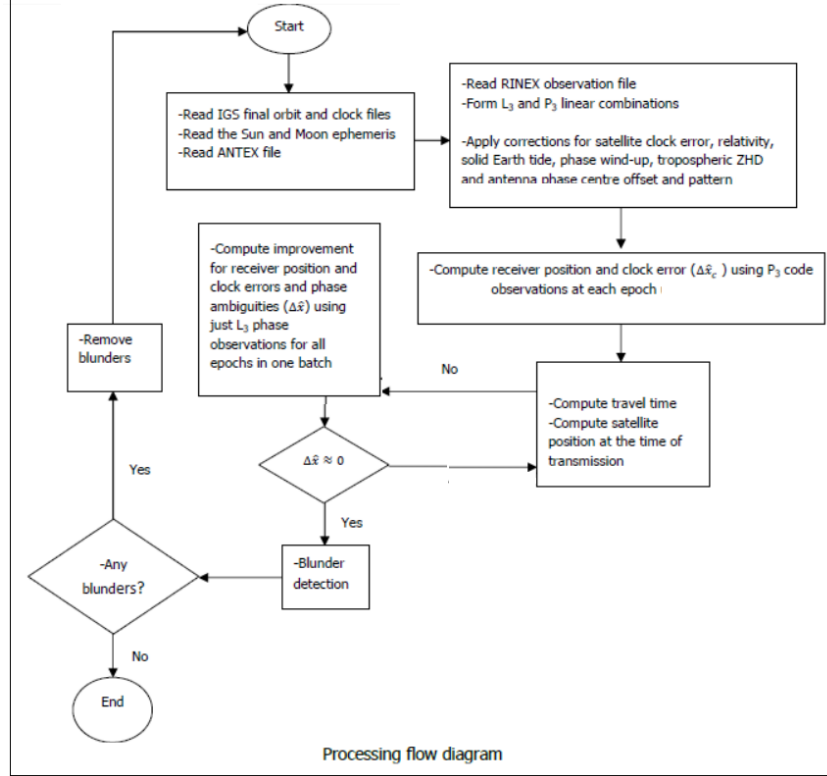 Start
-Read IGS final orbit and clock files
-Read the Sun and Moon ephemeris
-Read ANTEX file
-Read RINEX observation file
-Form L₃ and P₃ linear combinations
-Apply corrections for satellite clock error, relativity,
solid Earth tide, phase wind-up, tropospheric ZHD
and antenna phase centre offset and pattern
-Compute receiver position and clock error (Δx̂꜀ ) using P₃ code
observations at each epoch
-Compute travel time
-Compute satellite
position at the time of
transmission
No
-Compute improvement
for receiver position and
clock errors and phase
ambiguities (Δx̂) using
just L₃ phase
observations for all
epochs in one batch
Δx̂ ≈ 0
Yes
-Blunder
detection
-Any
blunders?
Yes
-Remove
blunders
No
End
Processing flow diagram